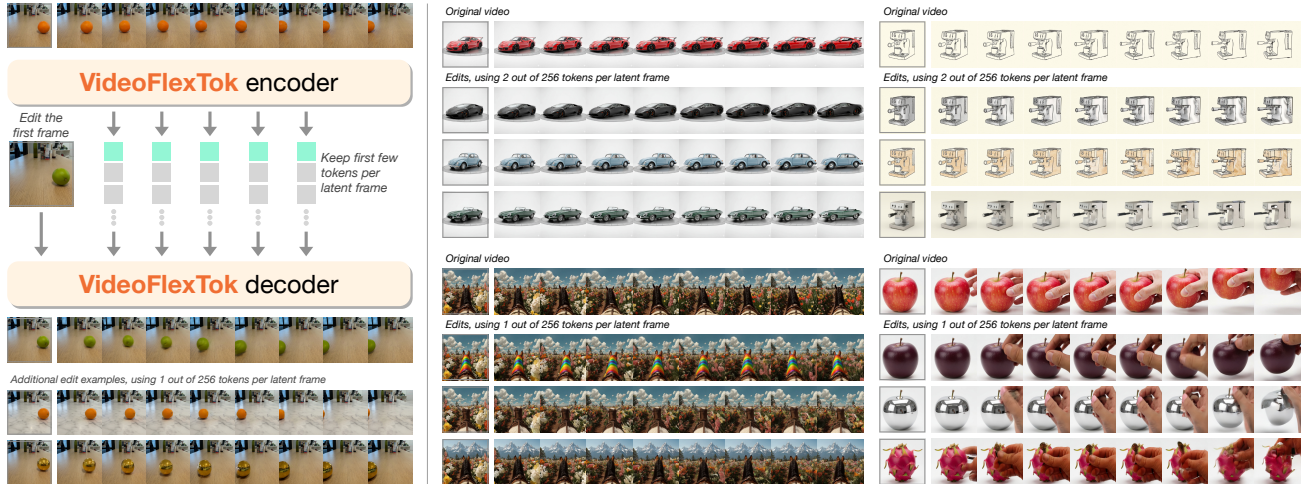 VideoFlexTok encoder
Edit the
first frame
Keep first few
tokens per
latent frame
VideoFlexTok decoder
Additional edit examples, using 1 out of 256 tokens per latent frame
Original video
Edits, using 2 out of 256 tokens per latent frame
Original video
Edits, using 1 out of 256 tokens per latent frame
Original video
Edits, using 2 out of 256 tokens per latent frame
Original video
Edits, using 1 out of 256 tokens per latent frame